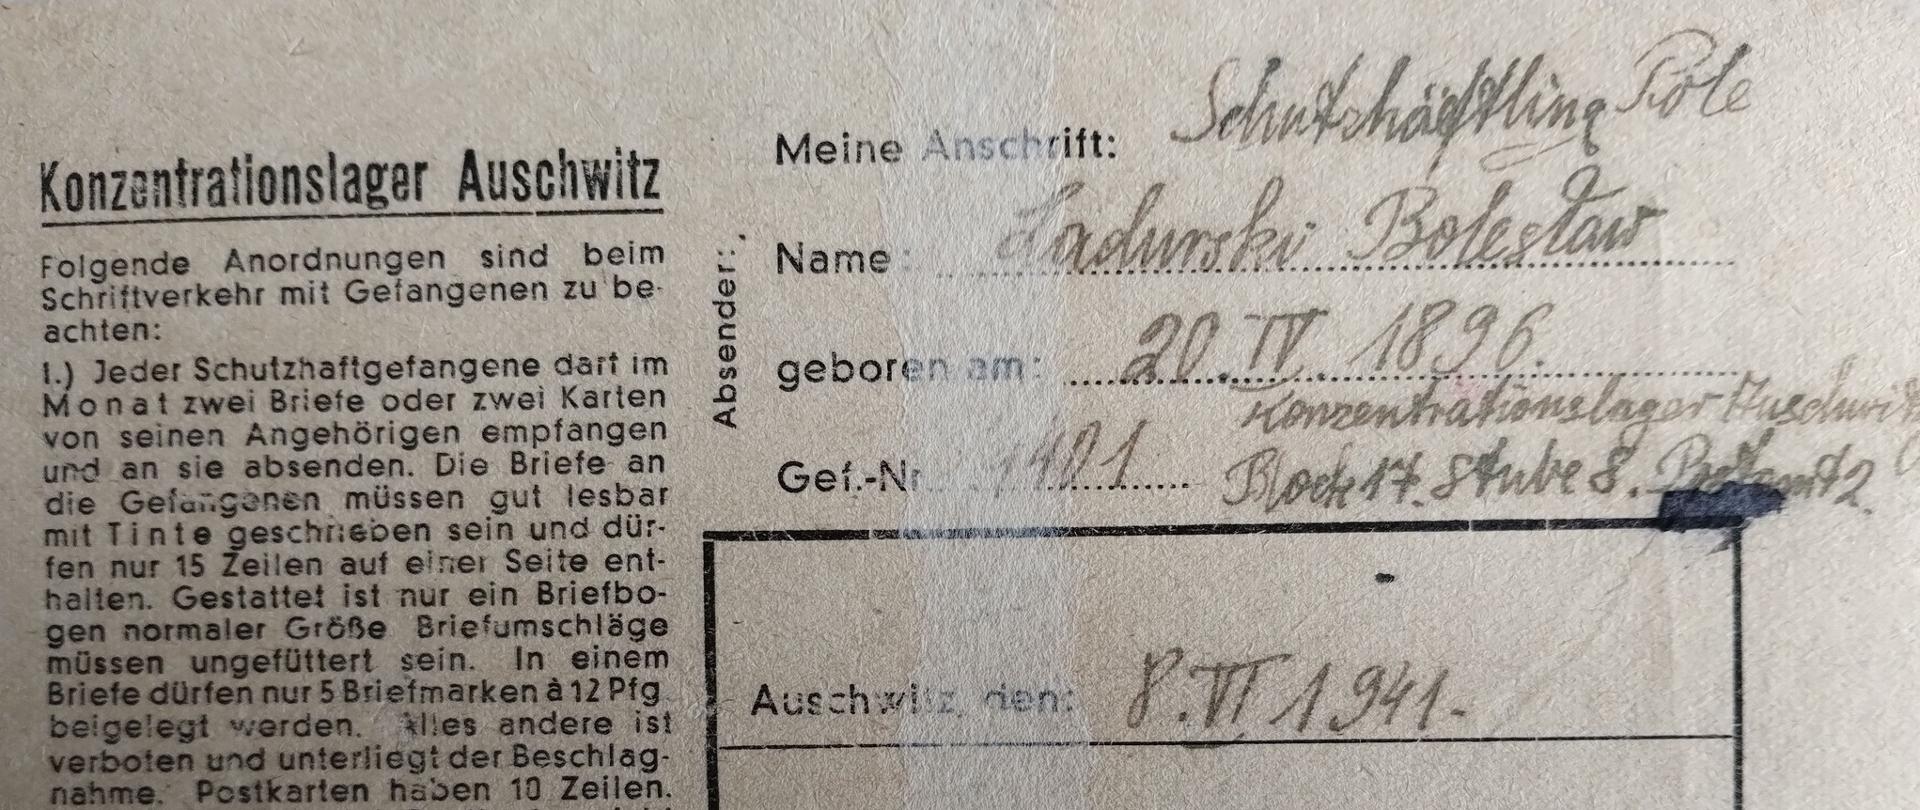 Konzentrationslager Auschwitz
Folgende Anordnungen sind beim
Schriftverkehr mit Gefangenen zu be-
achten:
1.) Jeder Schutzhaftgefangene darf im
Monat zwei Briefe oder zwei Karten
von seinen Angehörigen empfangen
und an sie absenden. Die Briefe an
die Gefangenen müssen gut lesbar
mit Tinte geschrieben sein und dür-
fen nur 15 Zeilen auf einer Seite ent-
halten. Gestattet ist nur ein Briefbo-
gen normaler Größe Briefumschläge
müssen ungefüttert sein. In einem
Briefe dürfen nur 5 Briefmarken à 12 Pfg
beigelegt werden. Alles andere ist
verboten und unterliegt der Beschlag-
nahme. Postkarten haben 10 Zeilen.
Absender:
Meine Anschrift: Schutzhäftling Pole
Name: Ladurski Bolesław
geboren am: 20.IV.1896.
Konzentrationslager Auschwitz
Gef.-Nr. Block 17. Stube 8. Postamt 2.
Auschwitz, den: 8.VI 1941.-